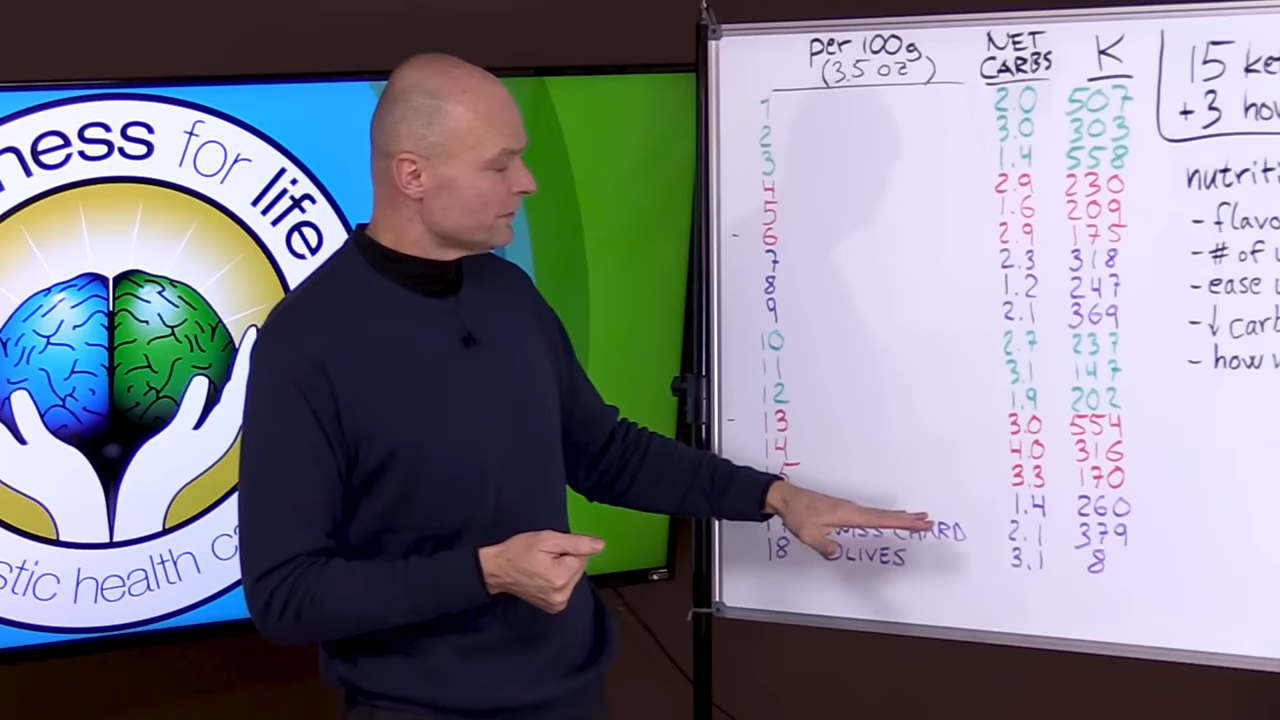 ness for life
stic health c
per 100g NET CARBS K
(3.5 oz)
1 2.0 507
2 3.0 303
3 1.4 558
4 2.9 230
5 1.6 209
6 2.9 175
7 2.3 318
8 1.2 247
9 2.1 369
10 2.7 237
11 3.1 147
12 1.9 202
13 3.0 554
14 4.0 316
5 3.3 170
1.4 260
SWISS CHARD 2.1 379
18 OLIVES 3.1 8
15 ke
+3 ho
nutriti
- flavo
- # of
- ease
- ↓ carb
- how